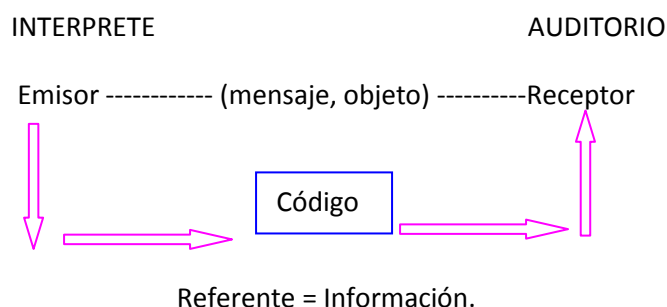 INTERPRETE AUDITORIO
Emisor ------------ (mensaje, objeto) ----------Receptor
Código
Referente = Información.